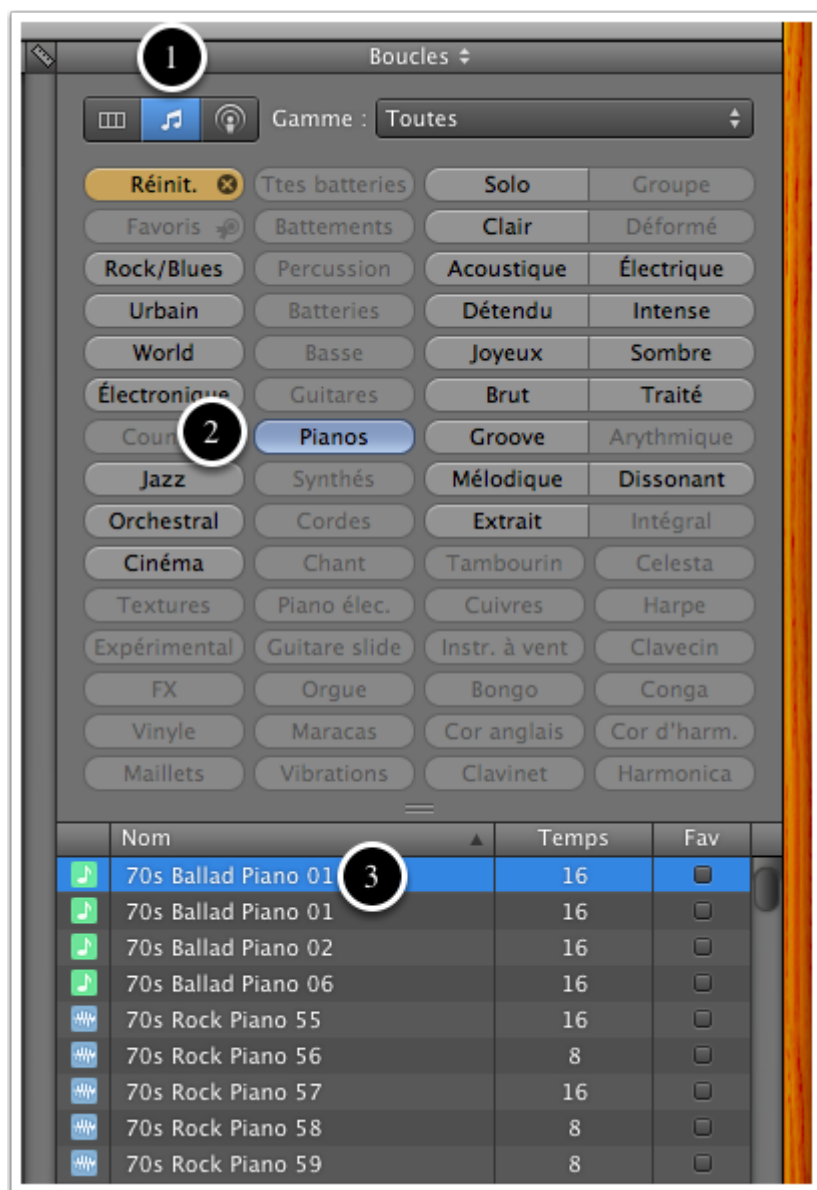 1
Boucles
Gamme : Toutes
Réinit. Ttes batteries Solo Groupe
Favoris Battements Clair Déformé
Rock/Blues Percussion Acoustique Électrique
Urbain Batteries Détendu Intense
World Basse Joyeux Sombre
Électronique Guitares Brut Traité
Coun 2 Pianos Groove Arythmique
Jazz Synthés Mélodique Dissonant
Orchestral Cordes Extrait Intégral
Cinéma Chant Tambourin Celesta
Textures Piano élec. Cuivres Harpe
Expérimental Guitare slide Instr. à vent Clavecin
FX Orgue Bongo Conga
Vinyle Maracas Cor anglais Cor d'harm.
Maillets Vibrations Clavinet Harmonica
Nom Temps Fav
70s Ballad Piano 01 3 16
70s Ballad Piano 01 16
70s Ballad Piano 02 16
70s Ballad Piano 06 16
70s Rock Piano 55 16
70s Rock Piano 56 8
70s Rock Piano 57 16
70s Rock Piano 58 8
70s Rock Piano 59 8